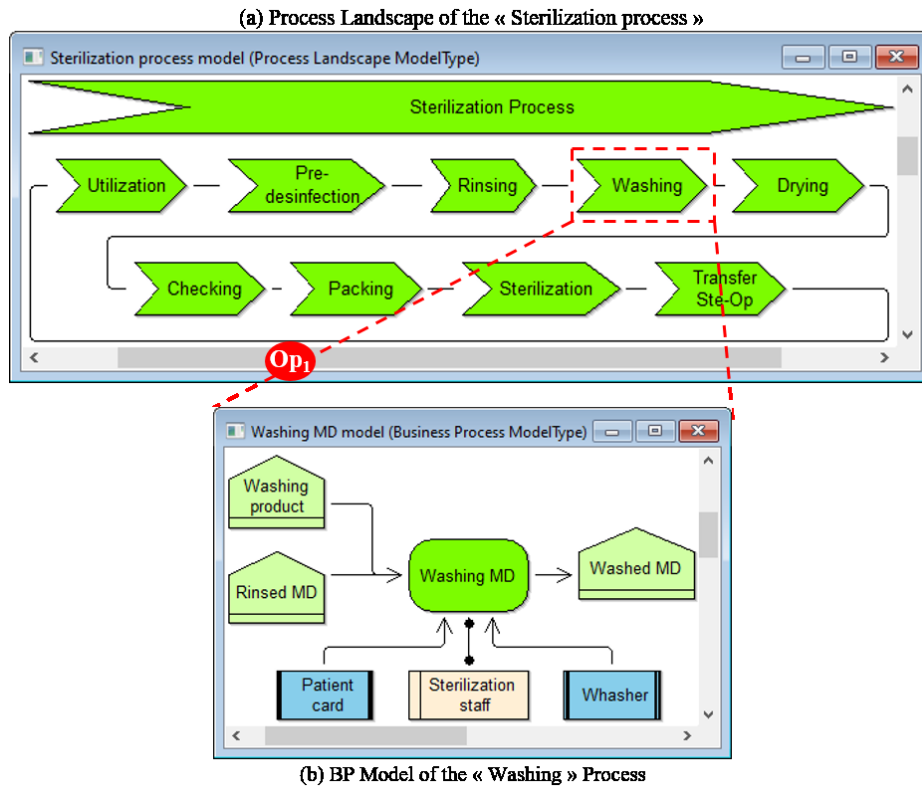 (a) Process Landscape of the « Sterilization process »
Sterilization process model (Process Landscape ModelType)
Sterilization Process
Utilization
Pre-
desinfection
Rinsing
Washing
Drying
Checking
Packing
Sterilization
Transfer
Ste-Op
Op1
Washing MD model (Business Process ModelType)
Washing
product
Rinsed MD
Washing MD
Washed MD
Patient
card
Sterilization
staff
Whasher
(b) BP Model of the « Washing » Process